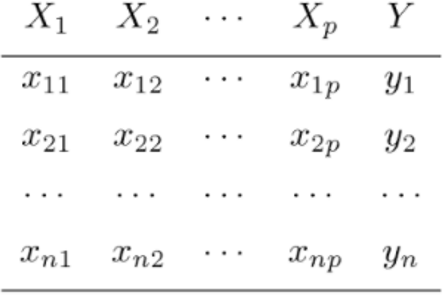 X₁ X₂ ⋯ Xₚ Y
x₁₁ x₁₂ ⋯ x₁ₚ y₁
x₂₁ x₂₂ ⋯ x₂ₚ y₂
⋯ ⋯ ⋯ ⋯ ⋯
xₙ₁ xₙ₂ ⋯ xₙₚ yₙ